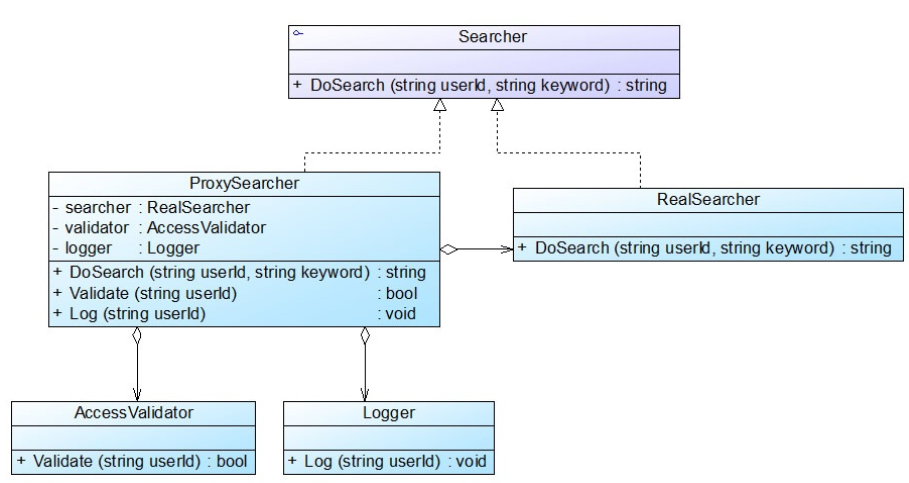 Searcher
+ DoSearch (string userId, string keyword) : string
ProxySearcher
- searcher : RealSearcher
- validator : AccessValidator
- logger : Logger
+ DoSearch (string userId, string keyword) : string
+ Validate (string userId) : bool
+ Log (string userId) : void
RealSearcher
+ DoSearch (string userId, string keyword) : string
AccessValidator
+ Validate (string userId) : bool
Logger
+ Log (string userId) : void